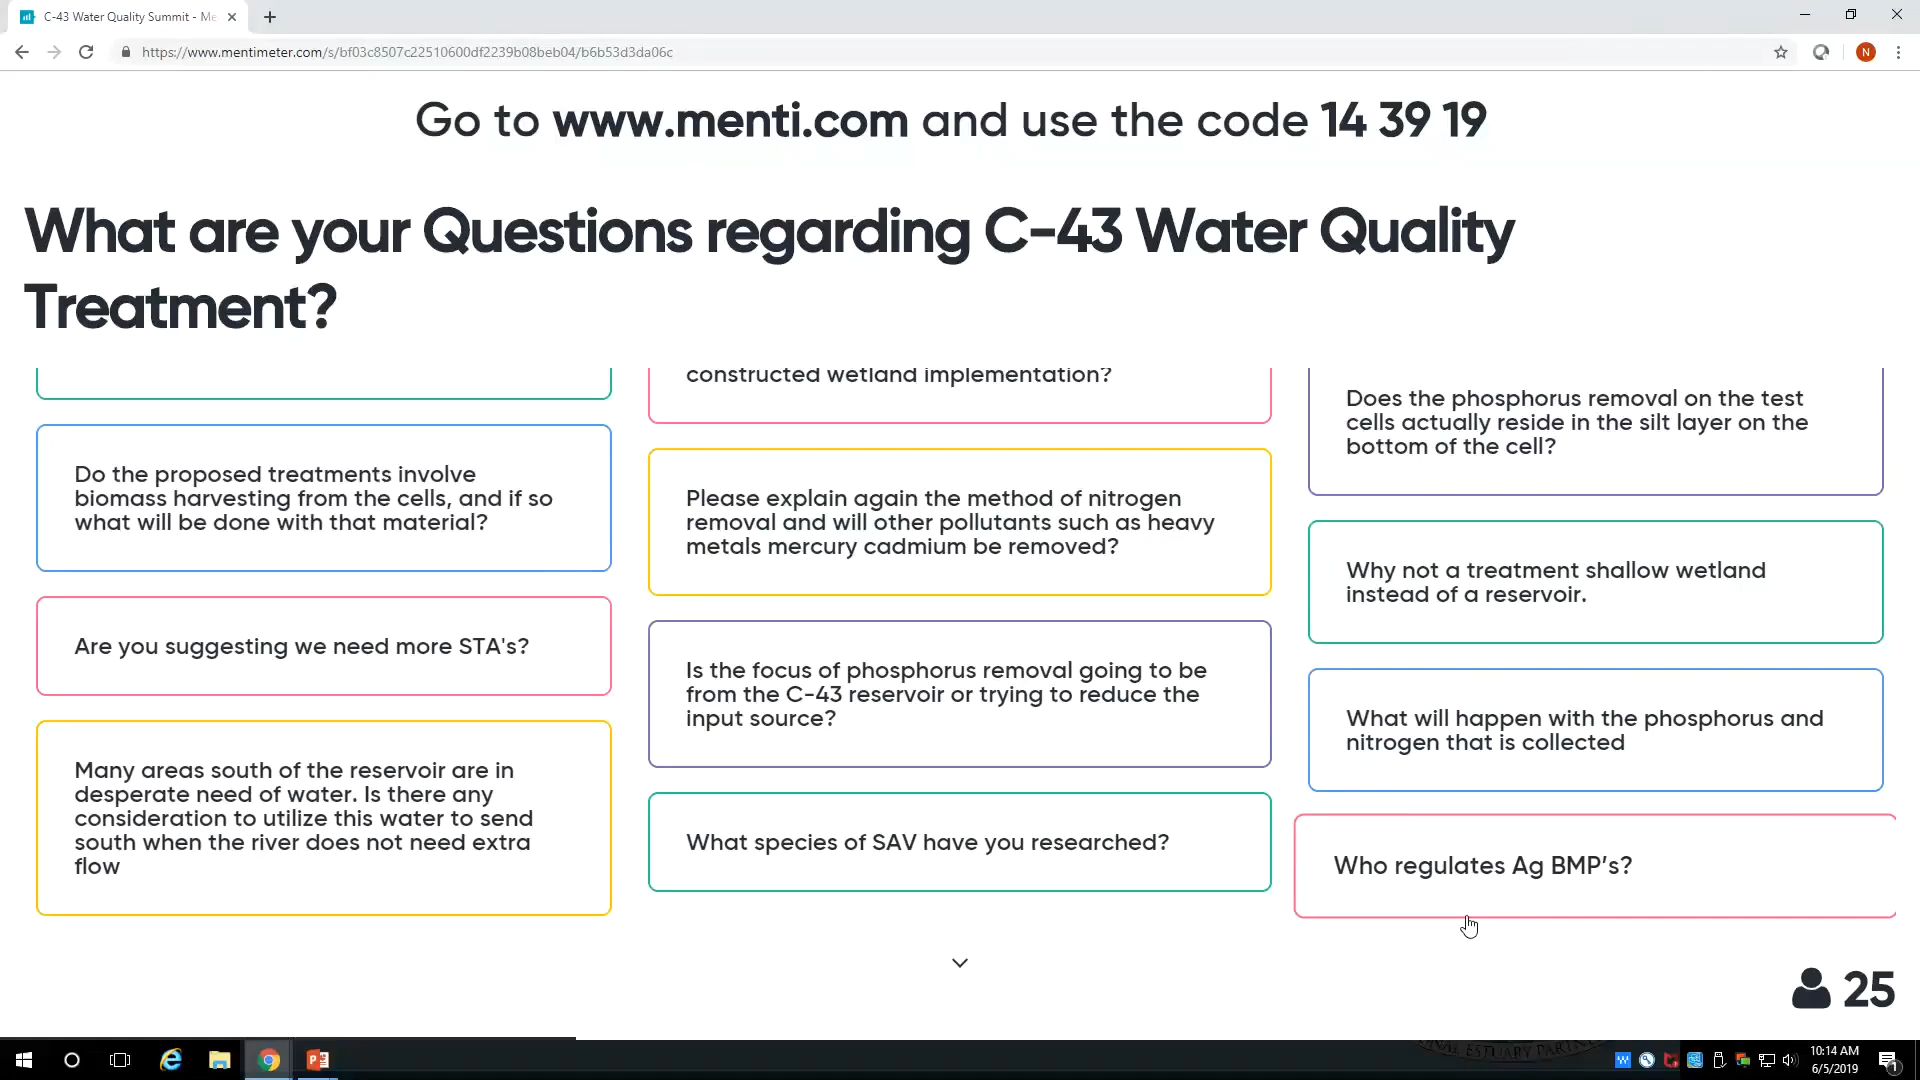 C-43 Water Quality Summit - Me
https://www.mentimeter.com/s/bf03c8507c22510600df2239b08beb04/b6b53d3da06c
N
Go to www.menti.com and use the code 14 39 19
What are your Questions regarding C-43 Water Quality
Treatment?
Do the proposed treatments involve
biomass harvesting from the cells, and if so
what will be done with that material?
Are you suggesting we need more STA's?
Many areas south of the reservoir are in
desperate need of water. Is there any
consideration to utilize this water to send
south when the river does not need extra
flow
constructed wetland implementation?
Please explain again the method of nitrogen
removal and will other pollutants such as heavy
metals mercury cadmium be removed?
Is the focus of phosphorus removal going to be
from the C-43 reservoir or trying to reduce the
input source?
What species of SAV have you researched?
Does the phosphorus removal on the test
cells actually reside in the silt layer on the
bottom of the cell?
Why not a treatment shallow wetland
instead of a reservoir.
What will happen with the phosphorus and
nitrogen that is collected
Who regulates Ag BMP's?
25
ESTUARY
10:14 AM
6/5/2019
1